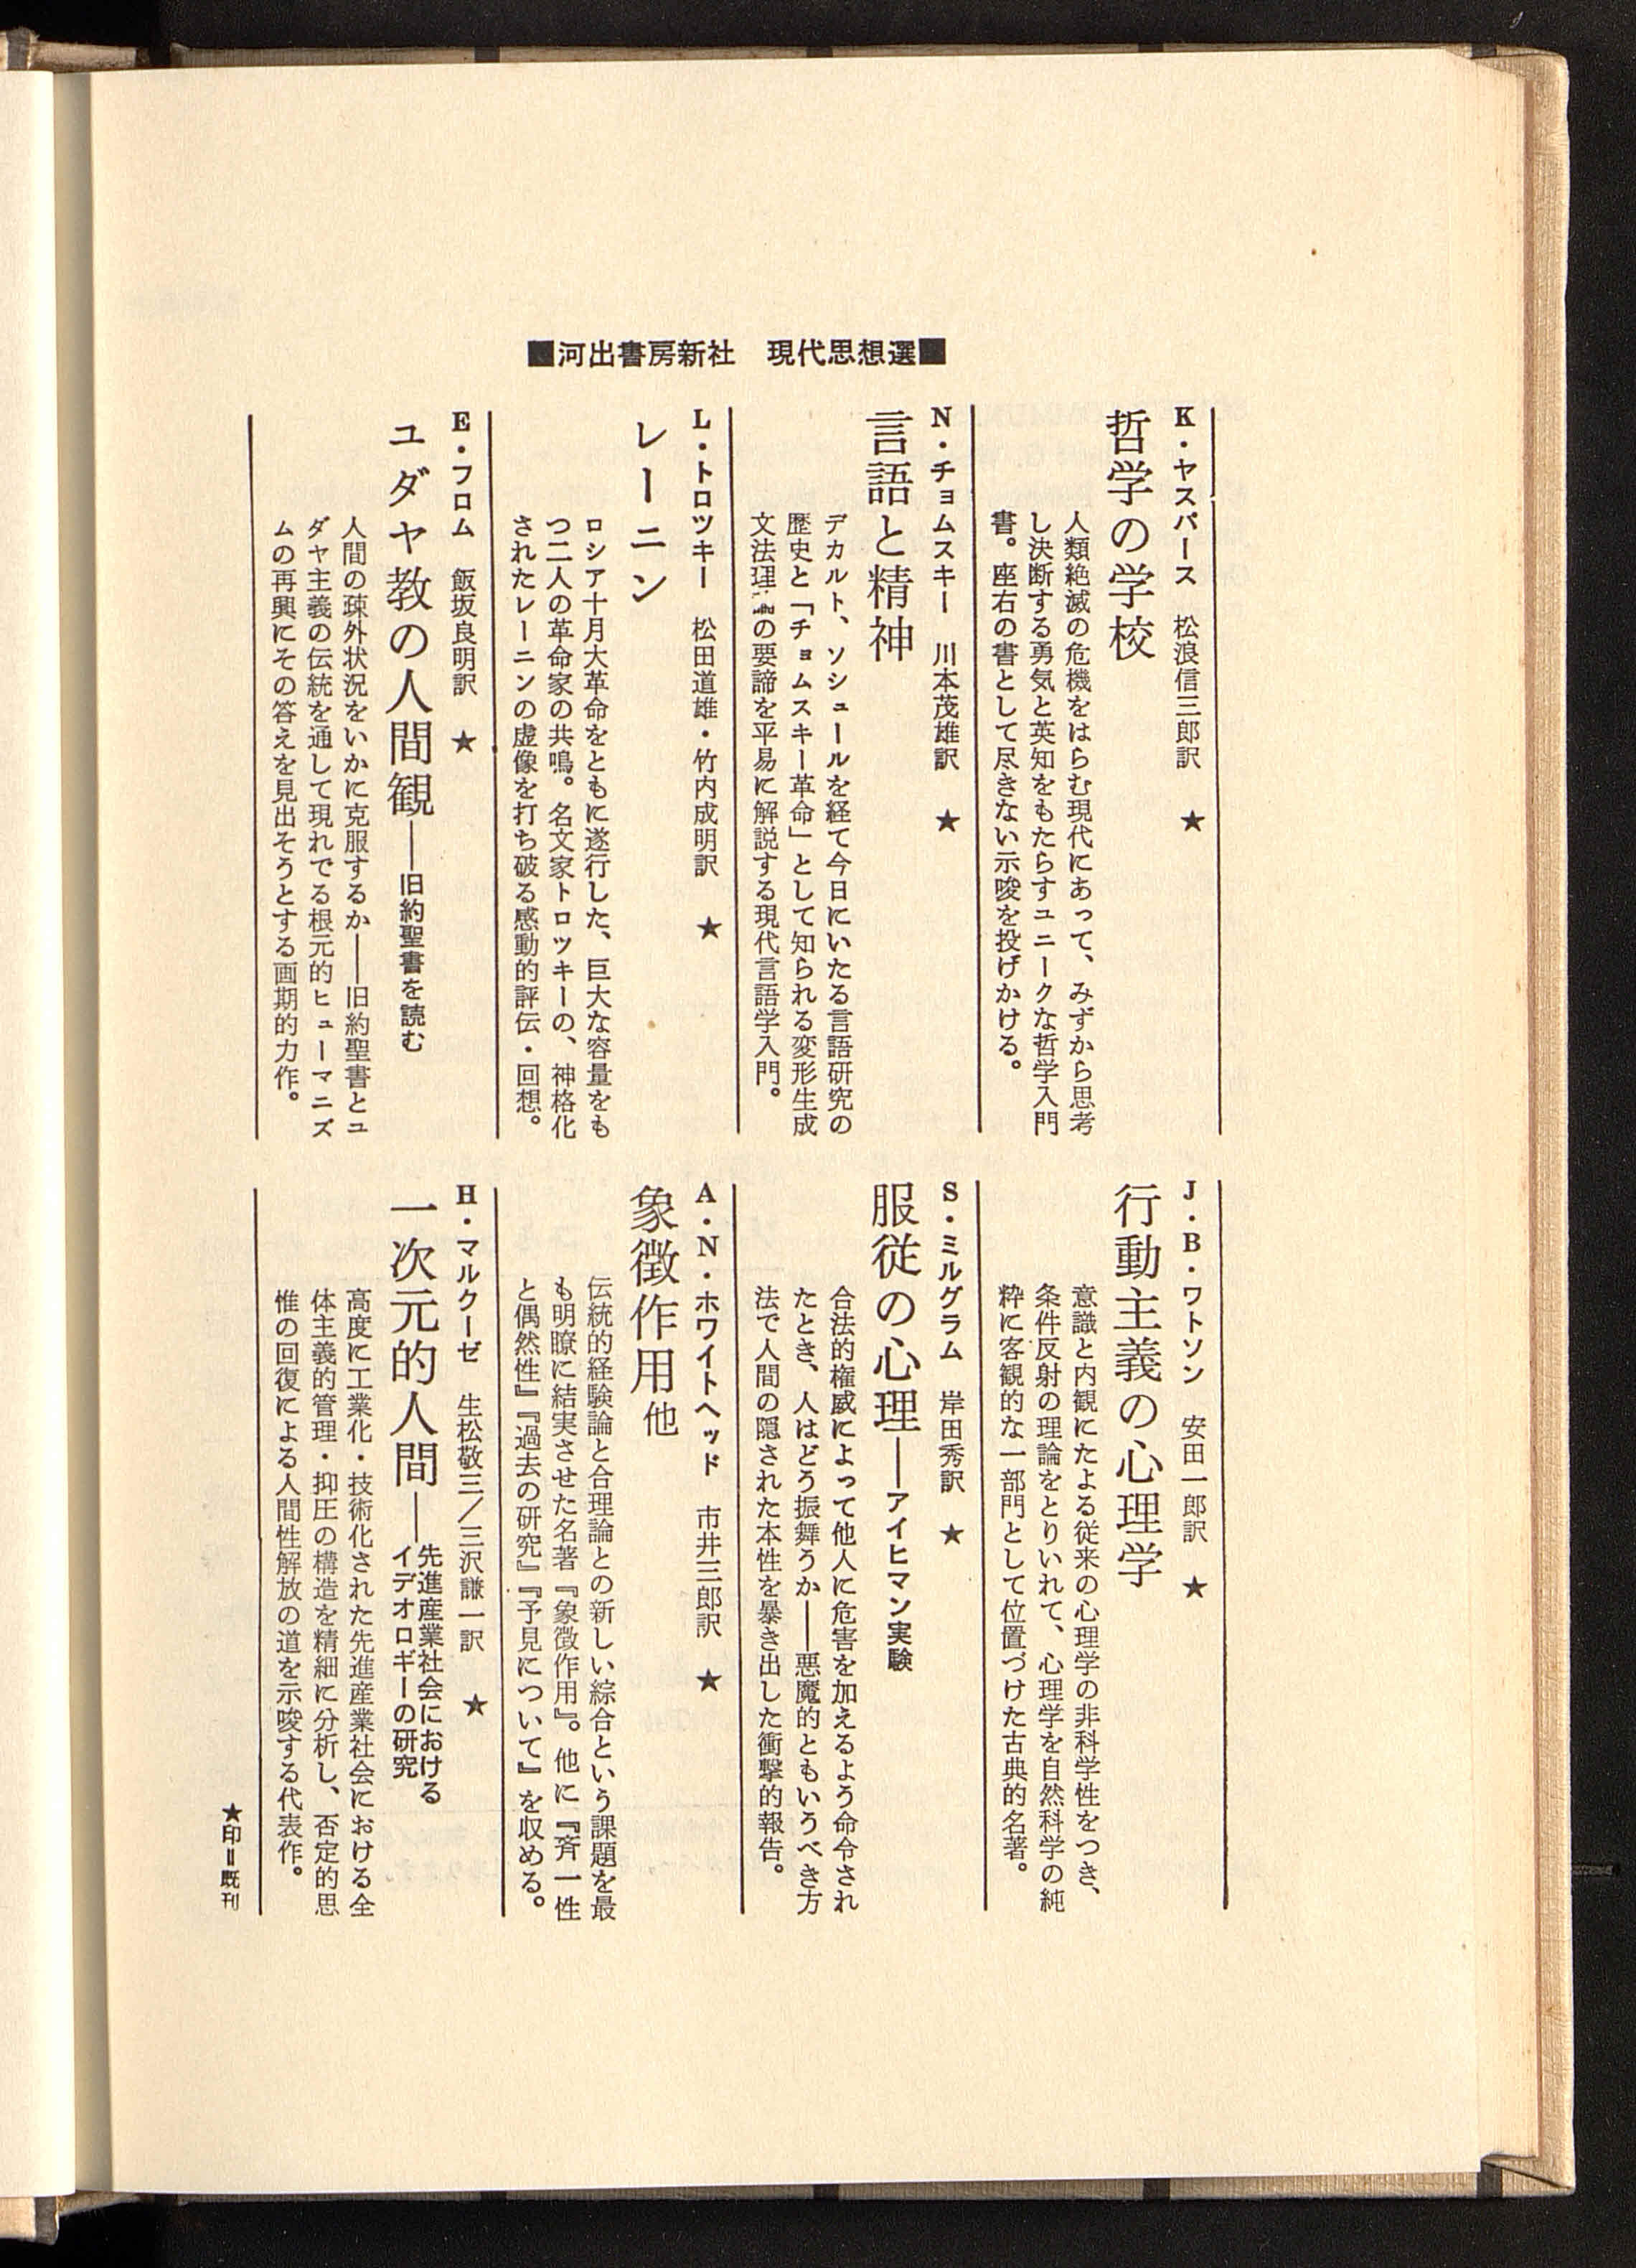 ■河出書房新社　現代思想選■
K・ヤスパース　松浪信三郎訳　★
哲学の学校
人類絶滅の危機をはらむ現代にあって、みずから思考
し決断する勇気と英知をもたらすユニークな哲学入門
書。座右の書として尽きない示唆を投げかける。
N・チョムスキー　川本茂雄訳　★
言語と精神
デカルト、ソシュールを経て今日にいたる言語研究の
歴史と「チョムスキー革命」として知られる変形生成
文法理の要諦を平易に解説する現代言語学入門。
L・トロツキー　松田道雄・竹内成明訳　★
レーニン
ロシア十月大革命をともに遂行した、巨大な容量をも
つ二人の革命家の共鳴。名文家トロツキーの、神格化
されたレーニンの虚像を打ち破る感動的評伝・回想。
E・フロム　飯坂良明訳　★
ユダヤ教の人間観──旧約聖書を読む
人間の疎外状況をいかに克服するか──旧約聖書とユ
ダヤ主義の伝統を通して現れでる根元的ヒューマニズ
ムの再興にその答えを見出そうとする画期的力作。
J・B・ワトソン　安田一郎訳　★
行動主義の心理学
意識と内観にたよる従来の心理学の非科学性をつき、
条件反射の理論をとりいれて、心理学を自然科学の純
粋に客観的な一部門として位置づけた古典的名著。
S・ミルグラム　岸田秀訳　★
服従の心理──アイヒマン実験
合法的権威によって他人に危害を加えるよう命令され
たとき、人はどう振舞うか──悪魔的ともいうべき方
法で人間の隠された本性を暴き出した衝撃的報告。
A・N・ホワイトヘッド　市井三郎訳　★
象徴作用他
伝統的経験論と合理論との新しい綜合という課題を最
も明瞭に結実させた名著『象徴作用』。他に『斉一性
と偶然性』『過去の研究』『予見について』を収める。
H・マルクーゼ　生松敬三／三沢謙一訳　★
一次元的人間──先進産業社会における
イデオロギーの研究
高度に工業化・技術化された先進産業社会における全
体主義的管理・抑圧の構造を精細に分析し、否定的思
惟の回復による人間性解放の道を示唆する代表作。
★印＝既刊